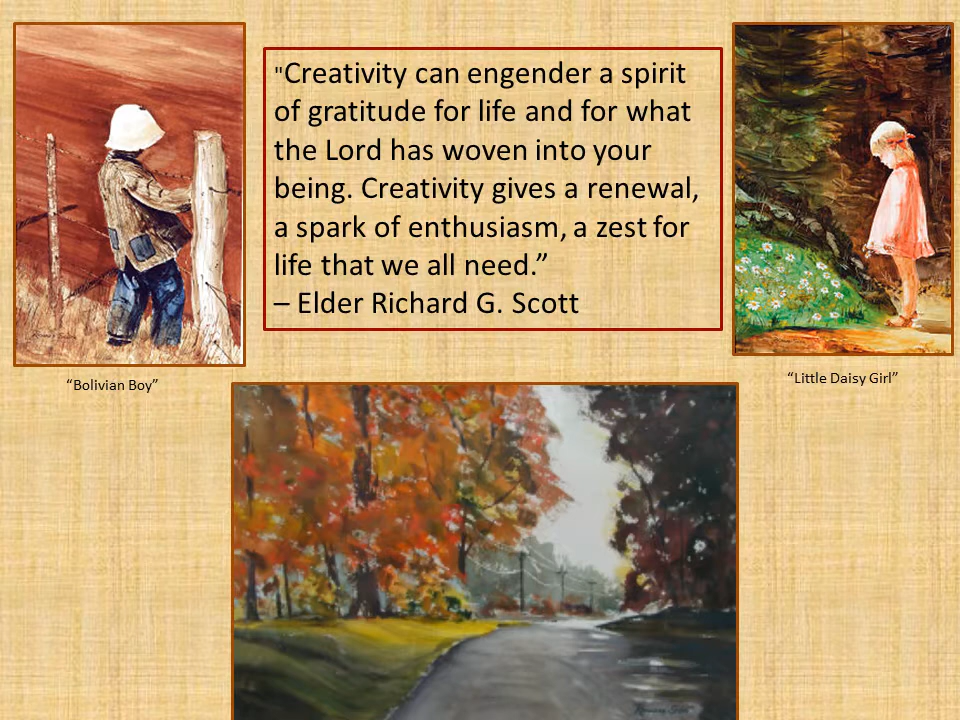 "Creativity can engender a spirit
of gratitude for life and for what
the Lord has woven into your
being. Creativity gives a renewal,
a spark of enthusiasm, a zest for
life that we all need.”
– Elder Richard G. Scott
“Bolivian Boy”
“Little Daisy Girl”